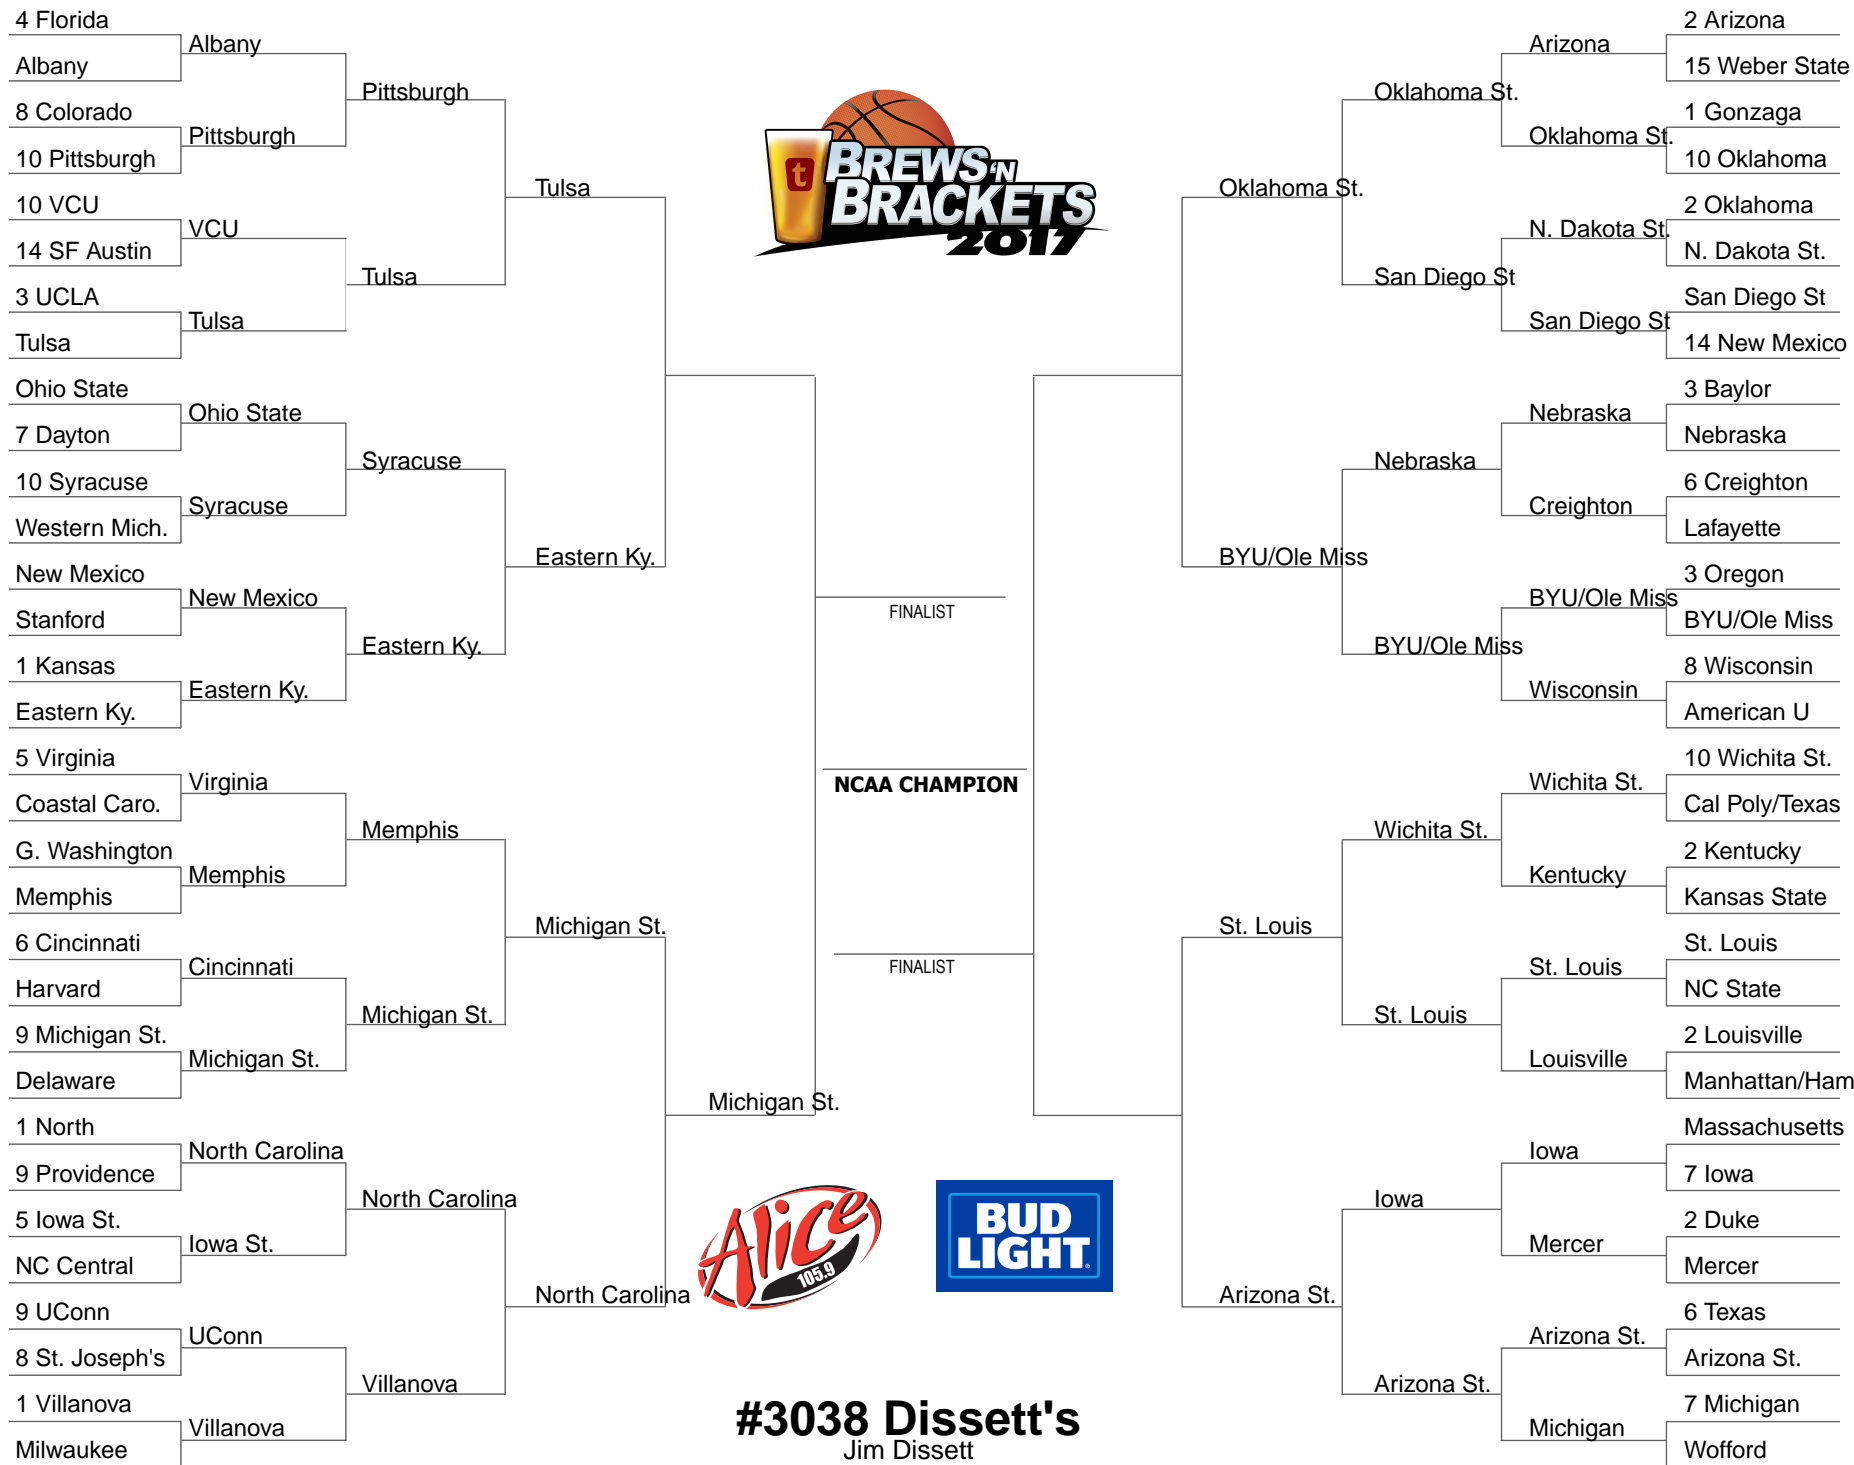 4 Florida
Albany
8 Colorado
10 Pittsburgh
10 VCU
14 SF Austin
3 UCLA
Tulsa
Ohio State
7 Dayton
10 Syracuse
Western Mich.
New Mexico
Stanford
1 Kansas
Eastern Ky.
5 Virginia
Coastal Caro.
G. Washington
Memphis
6 Cincinnati
Harvard
9 Michigan St.
Delaware
1 North
9 Providence
5 Iowa St.
NC Central
9 UConn
8 St. Joseph's
1 Villanova
Milwaukee
Albany
Pittsburgh
VCU
Tulsa
Ohio State
Syracuse
New Mexico
Eastern Ky.
Virginia
Memphis
Cincinnati
Michigan St.
North Carolina
Iowa St.
UConn
Villanova
Pittsburgh
Tulsa
Syracuse
Eastern Ky.
Memphis
Michigan St.
North Carolina
Villanova
Tulsa
Eastern Ky.
Michigan St.
North Carolina
Michigan St.
t
BREWS 'N
BRACKETS
2017
FINALIST
NCAA CHAMPION
FINALIST
Alice
105.9
BUD
LIGHT
#3038 Dissett's
Jim Dissett
Oklahoma St.
BYU/Ole Miss
St. Louis
Arizona St.
Oklahoma St.
San Diego St
Nebraska
BYU/Ole Miss
Wichita St.
St. Louis
Iowa
Arizona St.
Arizona
Oklahoma St.
N. Dakota St.
San Diego St
Nebraska
Creighton
BYU/Ole Miss
Wisconsin
Wichita St.
Kentucky
St. Louis
Louisville
Iowa
Mercer
Arizona St.
Michigan
2 Arizona
15 Weber State
1 Gonzaga
10 Oklahoma
2 Oklahoma
N. Dakota St.
San Diego St
14 New Mexico
3 Baylor
Nebraska
6 Creighton
Lafayette
3 Oregon
BYU/Ole Miss
8 Wisconsin
American U
10 Wichita St.
Cal Poly/Texas
2 Kentucky
Kansas State
St. Louis
NC State
2 Louisville
Manhattan/Ham
Massachusetts
7 Iowa
2 Duke
Mercer
6 Texas
Arizona St.
7 Michigan
Wofford